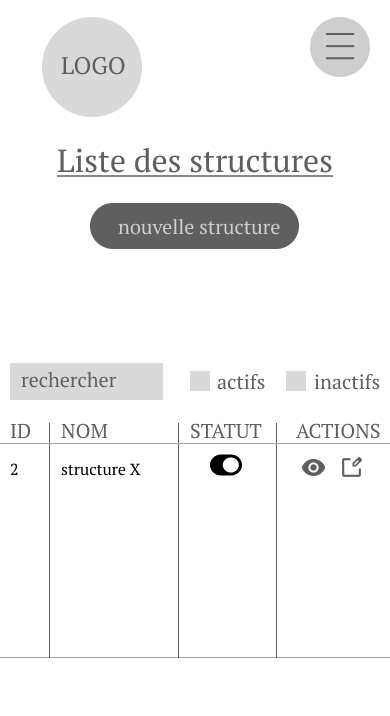 LOGO
Liste des structures
nouvelle structure
rechercher actifs inactifs
ID NOM STATUT ACTIONS
2 structure X